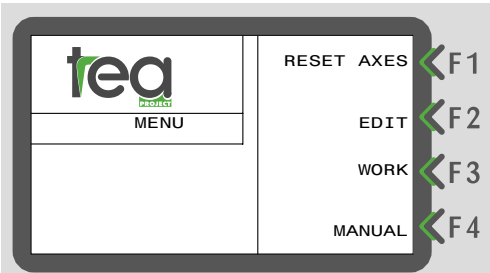 tea
PROJECT
MENU
RESET AXES
F1
EDIT
F2
WORK
F3
MANUAL
F4